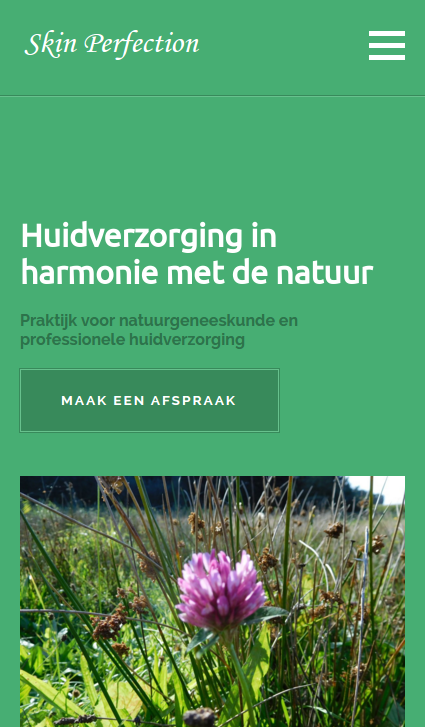 Skin Perfection
Huidverzorging in
harmonie met de natuur
Praktijk voor natuurgeneeskunde en
professionele huidverzorging
MAAK EEN AFSPRAAK